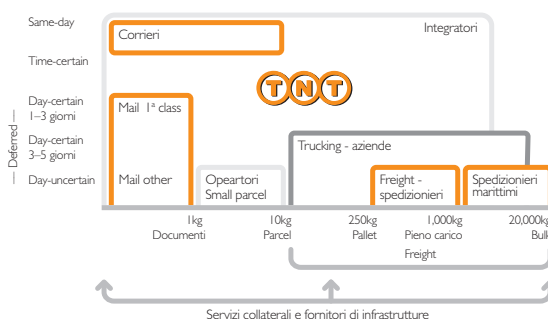 Same-day
Corrieri
Integratori
Time-certain
TNT
Day-certain
1–3 giorni
Mail 1ª class
Deferred
Day-certain
3–5 giorni
Trucking - aziende
Day-uncertain
Mail other
Opeartori
Small parcel
Freight -
spedizionieri
Spedizionieri
marittimi
1kg
Documenti
10kg
Parcel
250kg
Pallet
1,000kg
Pieno carico
20,000kg
Bulk
Freight
Servizi collaterali e fornitori di infrastrutture